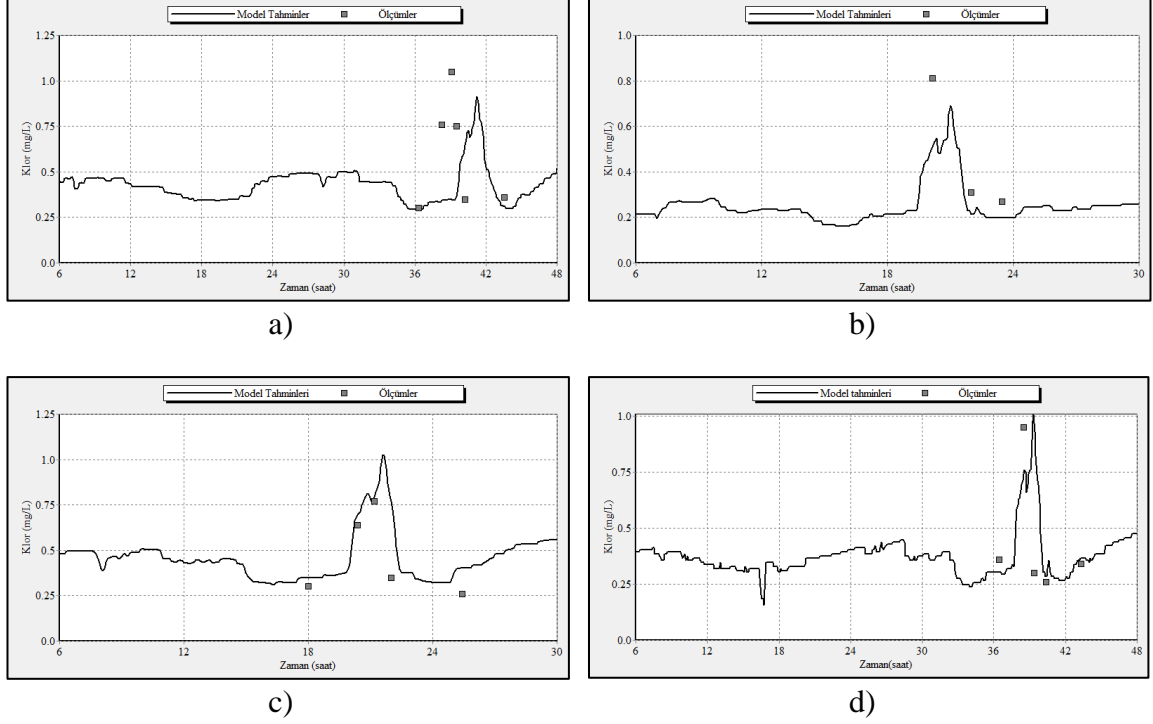 Model Tahminler Ölçümler
1.25
1.0
0.75
0.5
0.25
0.0
Klor (mg/L)
6 12 18 24 30 36 42 48
Zaman (saat)
a)
Model Tahminleri Ölçümler
1.0
0.8
0.6
0.4
0.2
0.0
Klor (mg/L)
6 12 18 24 30
Zaman (saat)
b)
Model Tahminleri Ölçümler
1.25
1.0
0.75
0.5
0.25
0.0
Klor (mg/L)
6 12 18 24 30
Zaman (saat)
c)
Model tahminleri Ölçümler
1.0
0.75
0.5
0.25
0.0
Klor (mg/L)
6 12 18 24 30 36 42 48
Zaman(saat)
d)